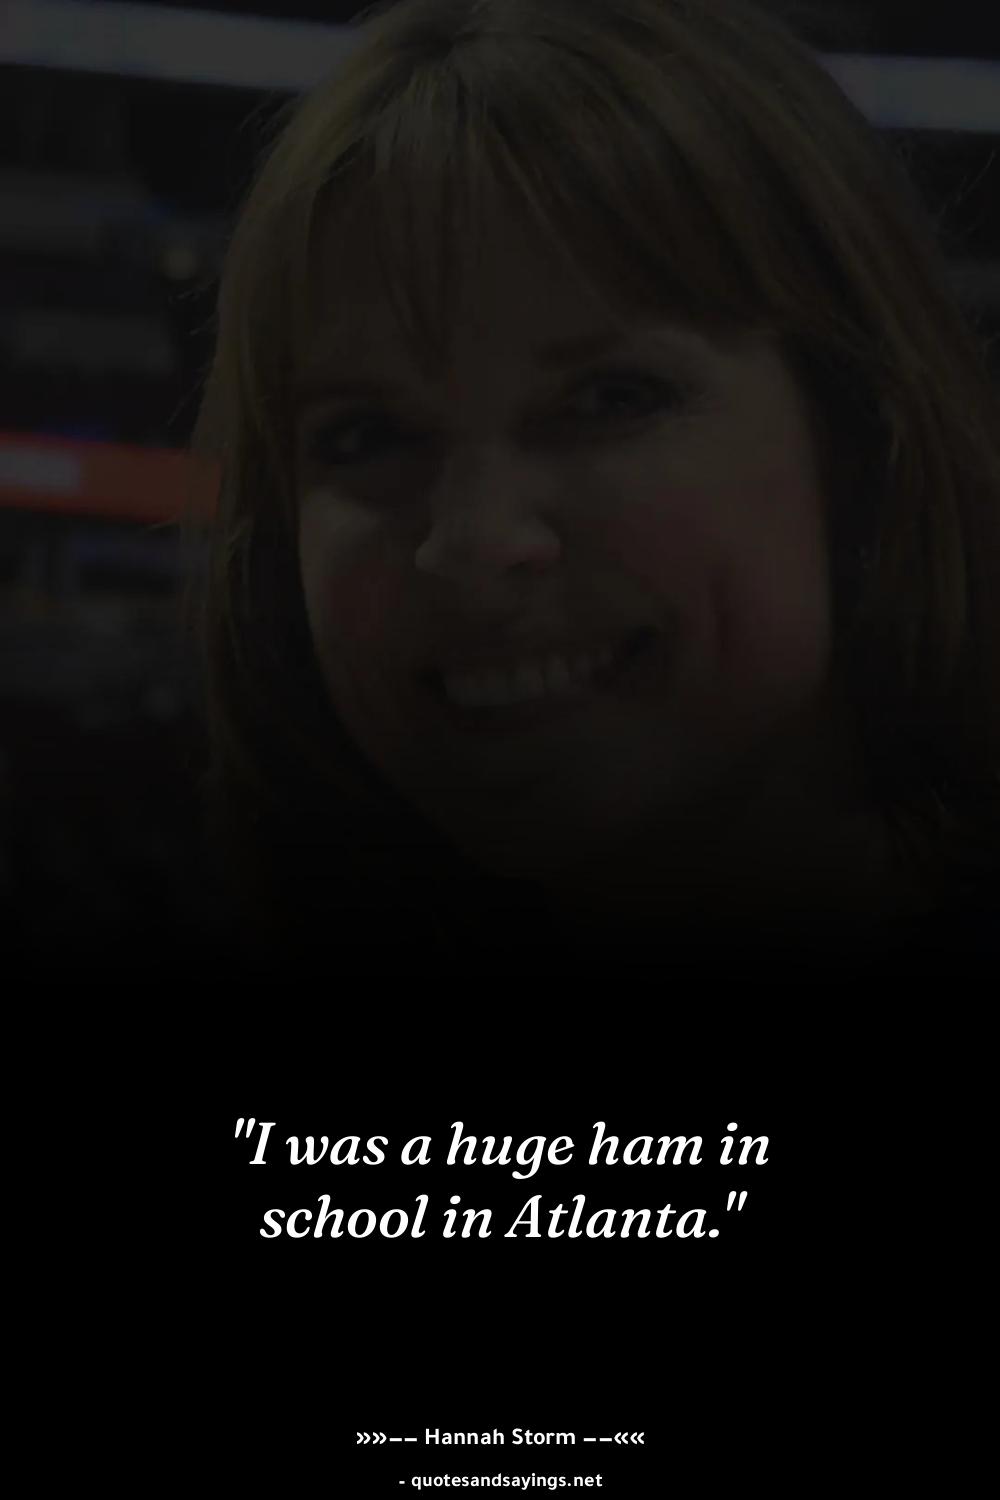 "I was a huge ham in
school in Atlanta."
»»−− Hannah Storm −−««
- quotesandsayings.net